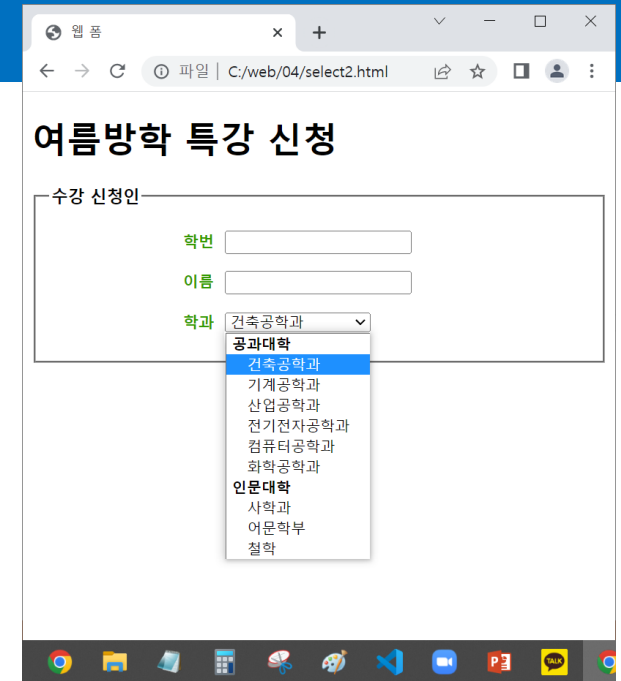 웹 폼
파일 C:/web/04/select2.html
여름방학 특강 신청
수강 신청인
학번
이름
학과 건축공학과
공과대학
건축공학과
기계공학과
산업공학과
전기전자공학과
컴퓨터공학과
화학공학과
인문대학
사학과
어문학부
철학
TALK